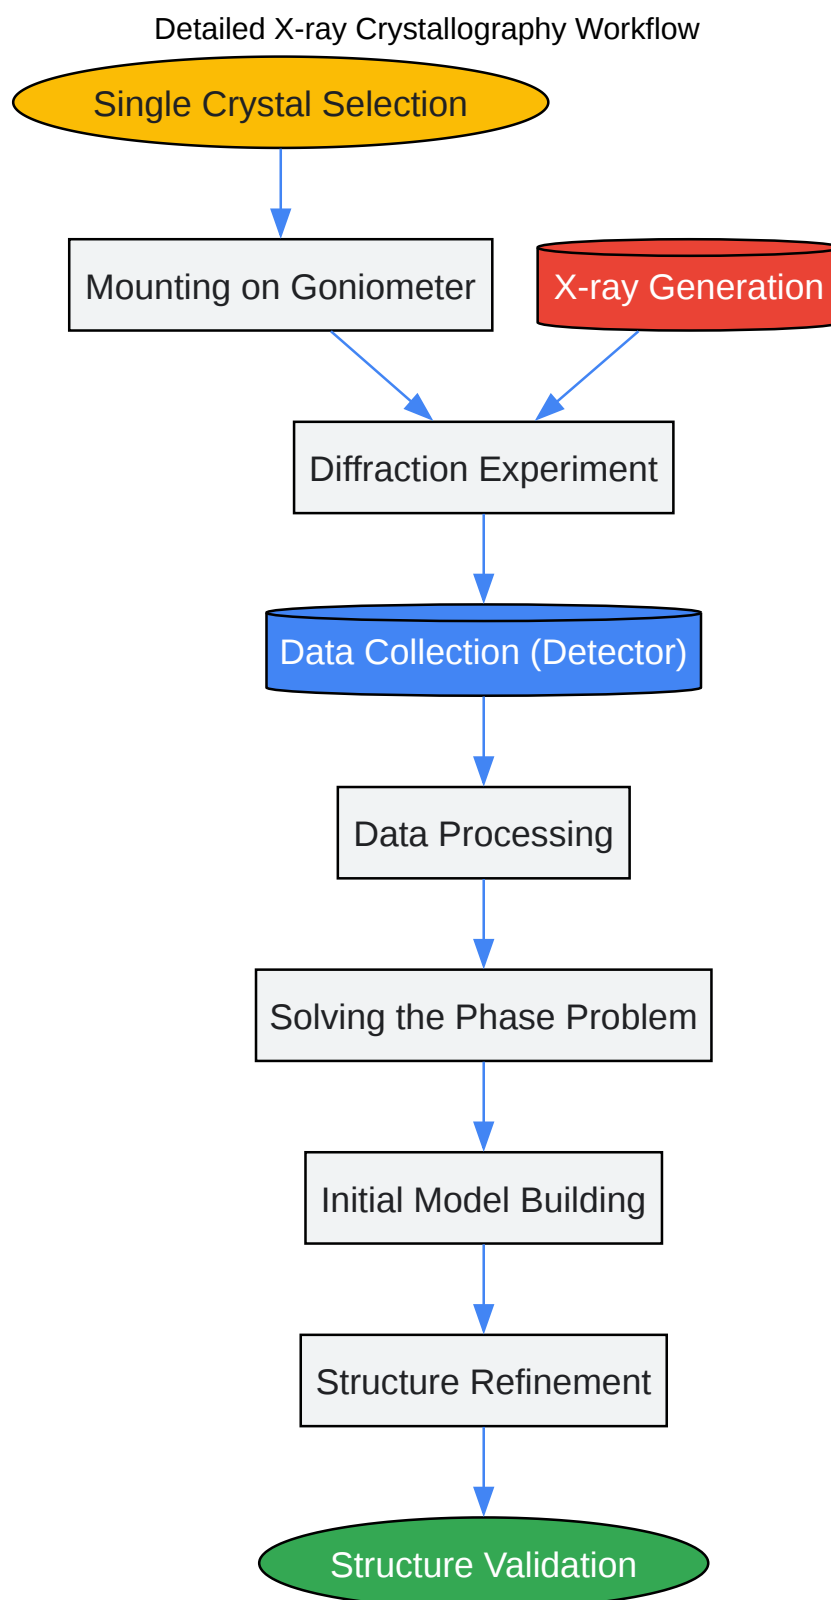 Detailed X-ray Crystallography Workflow
Single Crystal Selection
Mounting on Goniometer
X-ray Generation
Diffraction Experiment
Data Collection (Detector)
Data Processing
Solving the Phase Problem
Initial Model Building
Structure Refinement
Structure Validation